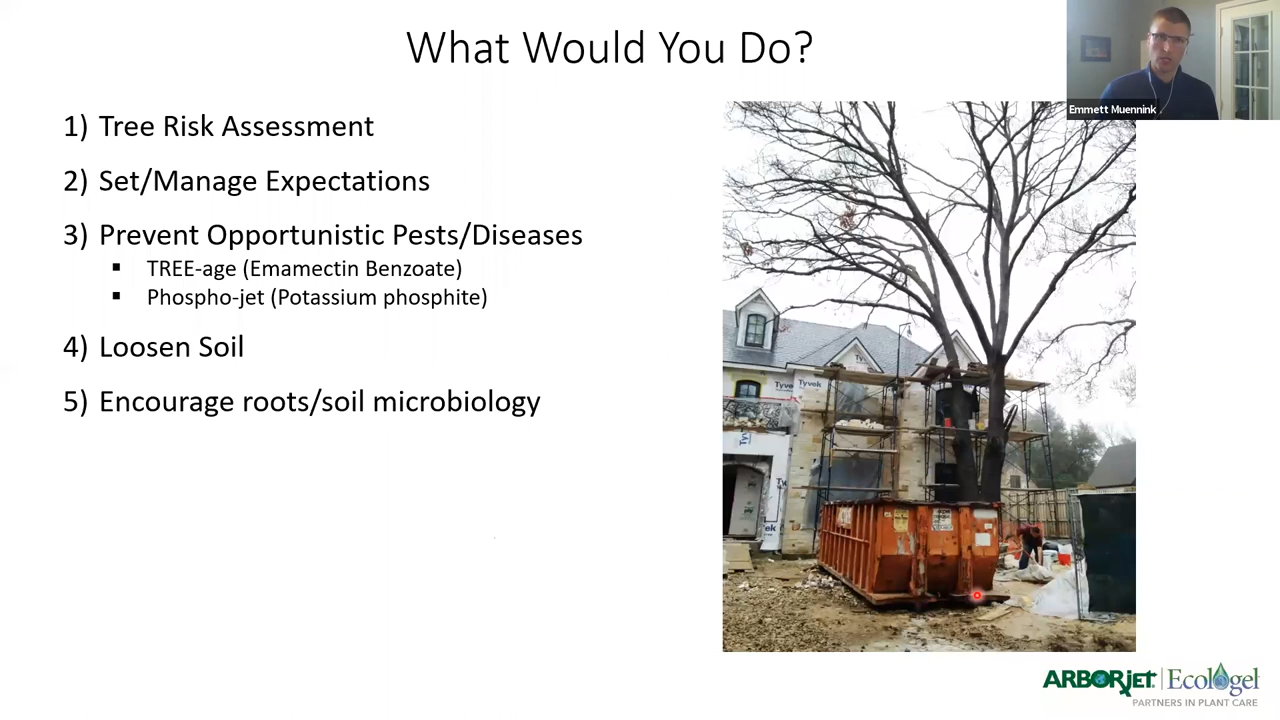 What Would You Do?
Emmett Muennink
1) Tree Risk Assessment
2) Set/Manage Expectations
3) Prevent Opportunistic Pests/Diseases
▪ TREE-age (Emamectin Benzoate)
▪ Phospho-jet (Potassium phosphite)
4) Loosen Soil
5) Encourage roots/soil microbiology
Tyvek Tyvek
ARBORjet | Ecologel
PARTNERS IN PLANT CARE